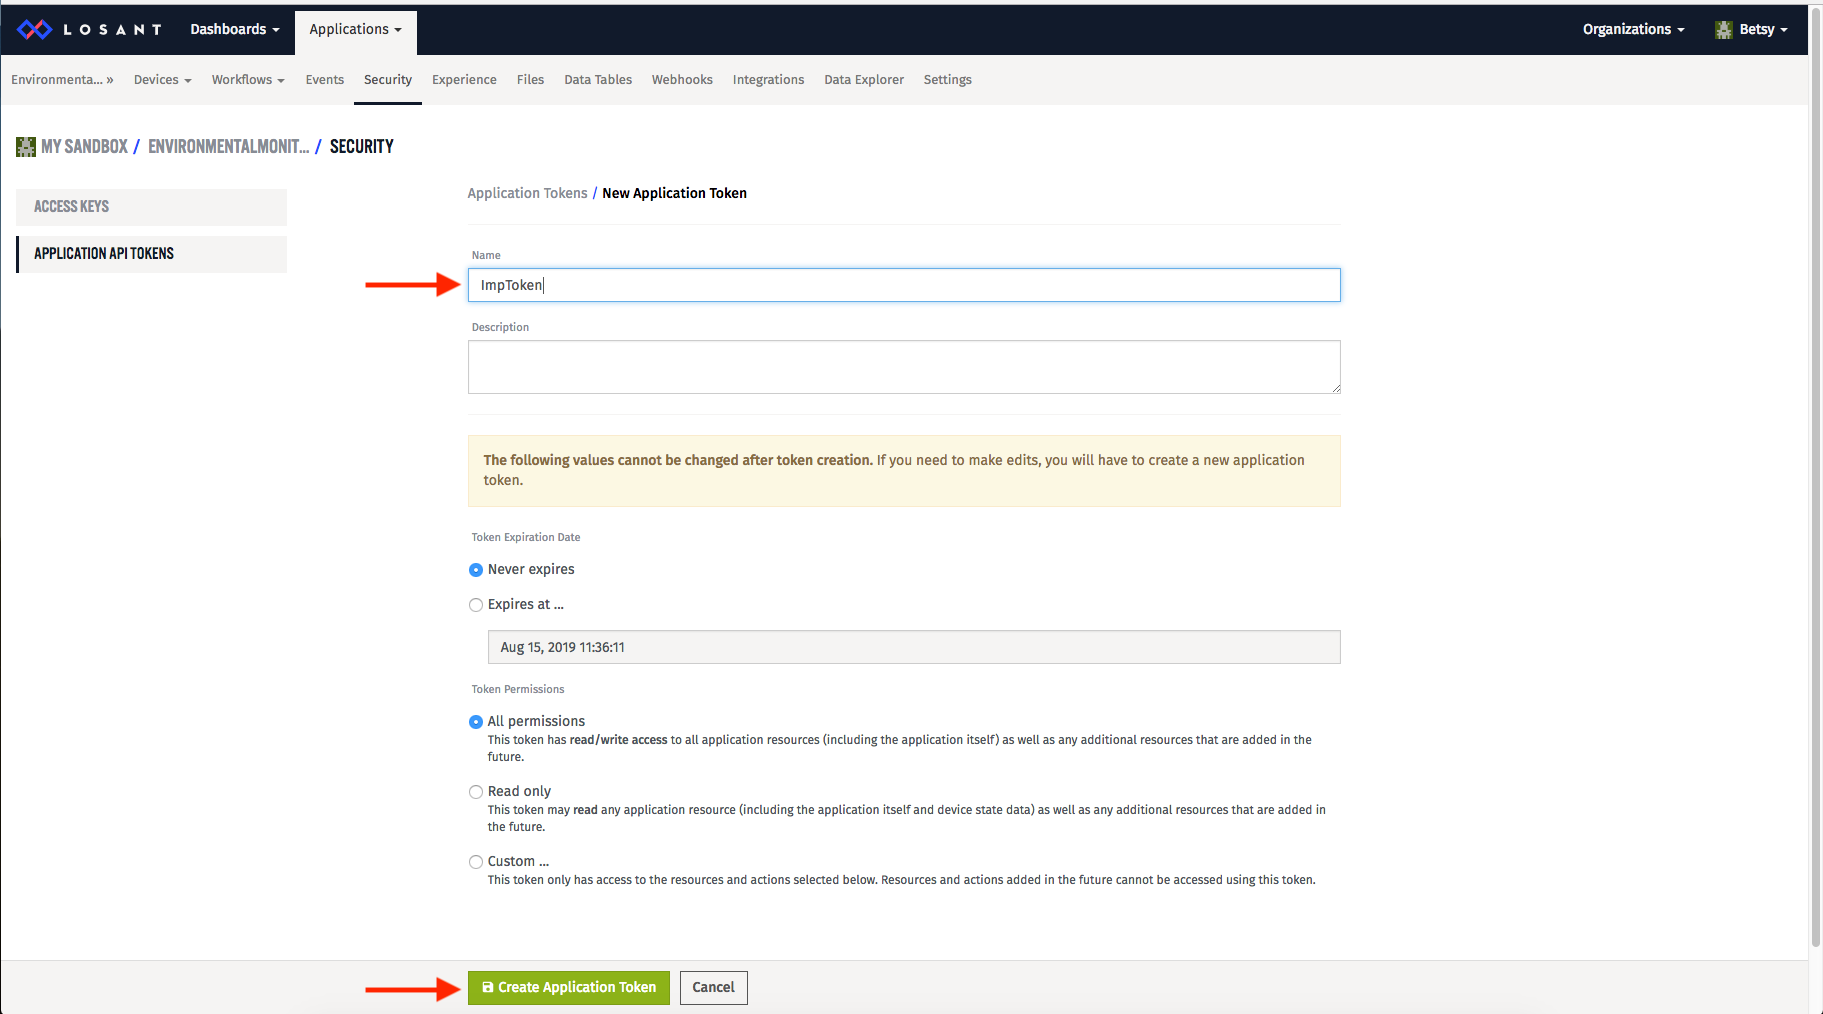 LOSANT Dashboards Applications Organizations Betsy
Environmenta... » Devices Workflows Events Security Experience Files Data Tables Webhooks Integrations Data Explorer Settings
MY SANDBOX / ENVIRONMENTALMONIT... / SECURITY
ACCESS KEYS
APPLICATION API TOKENS
Application Tokens / New Application Token
Name
ImpToken
Description
The following values cannot be changed after token creation. If you need to make edits, you will have to create a new application
token.
Token Expiration Date
Never expires
Expires at ...
Aug 15, 2019 11:36:11
Token Permissions
All permissions
This token has read/write access to all application resources (including the application itself) as well as any additional resources that are added in the
future.
Read only
This token may read any application resource (including the application itself and device state data) as well as any additional resources that are added in
the future.
Custom ...
This token only has access to the resources and actions selected below. Resources and actions added in the future cannot be accessed using this token.
Create Application Token Cancel